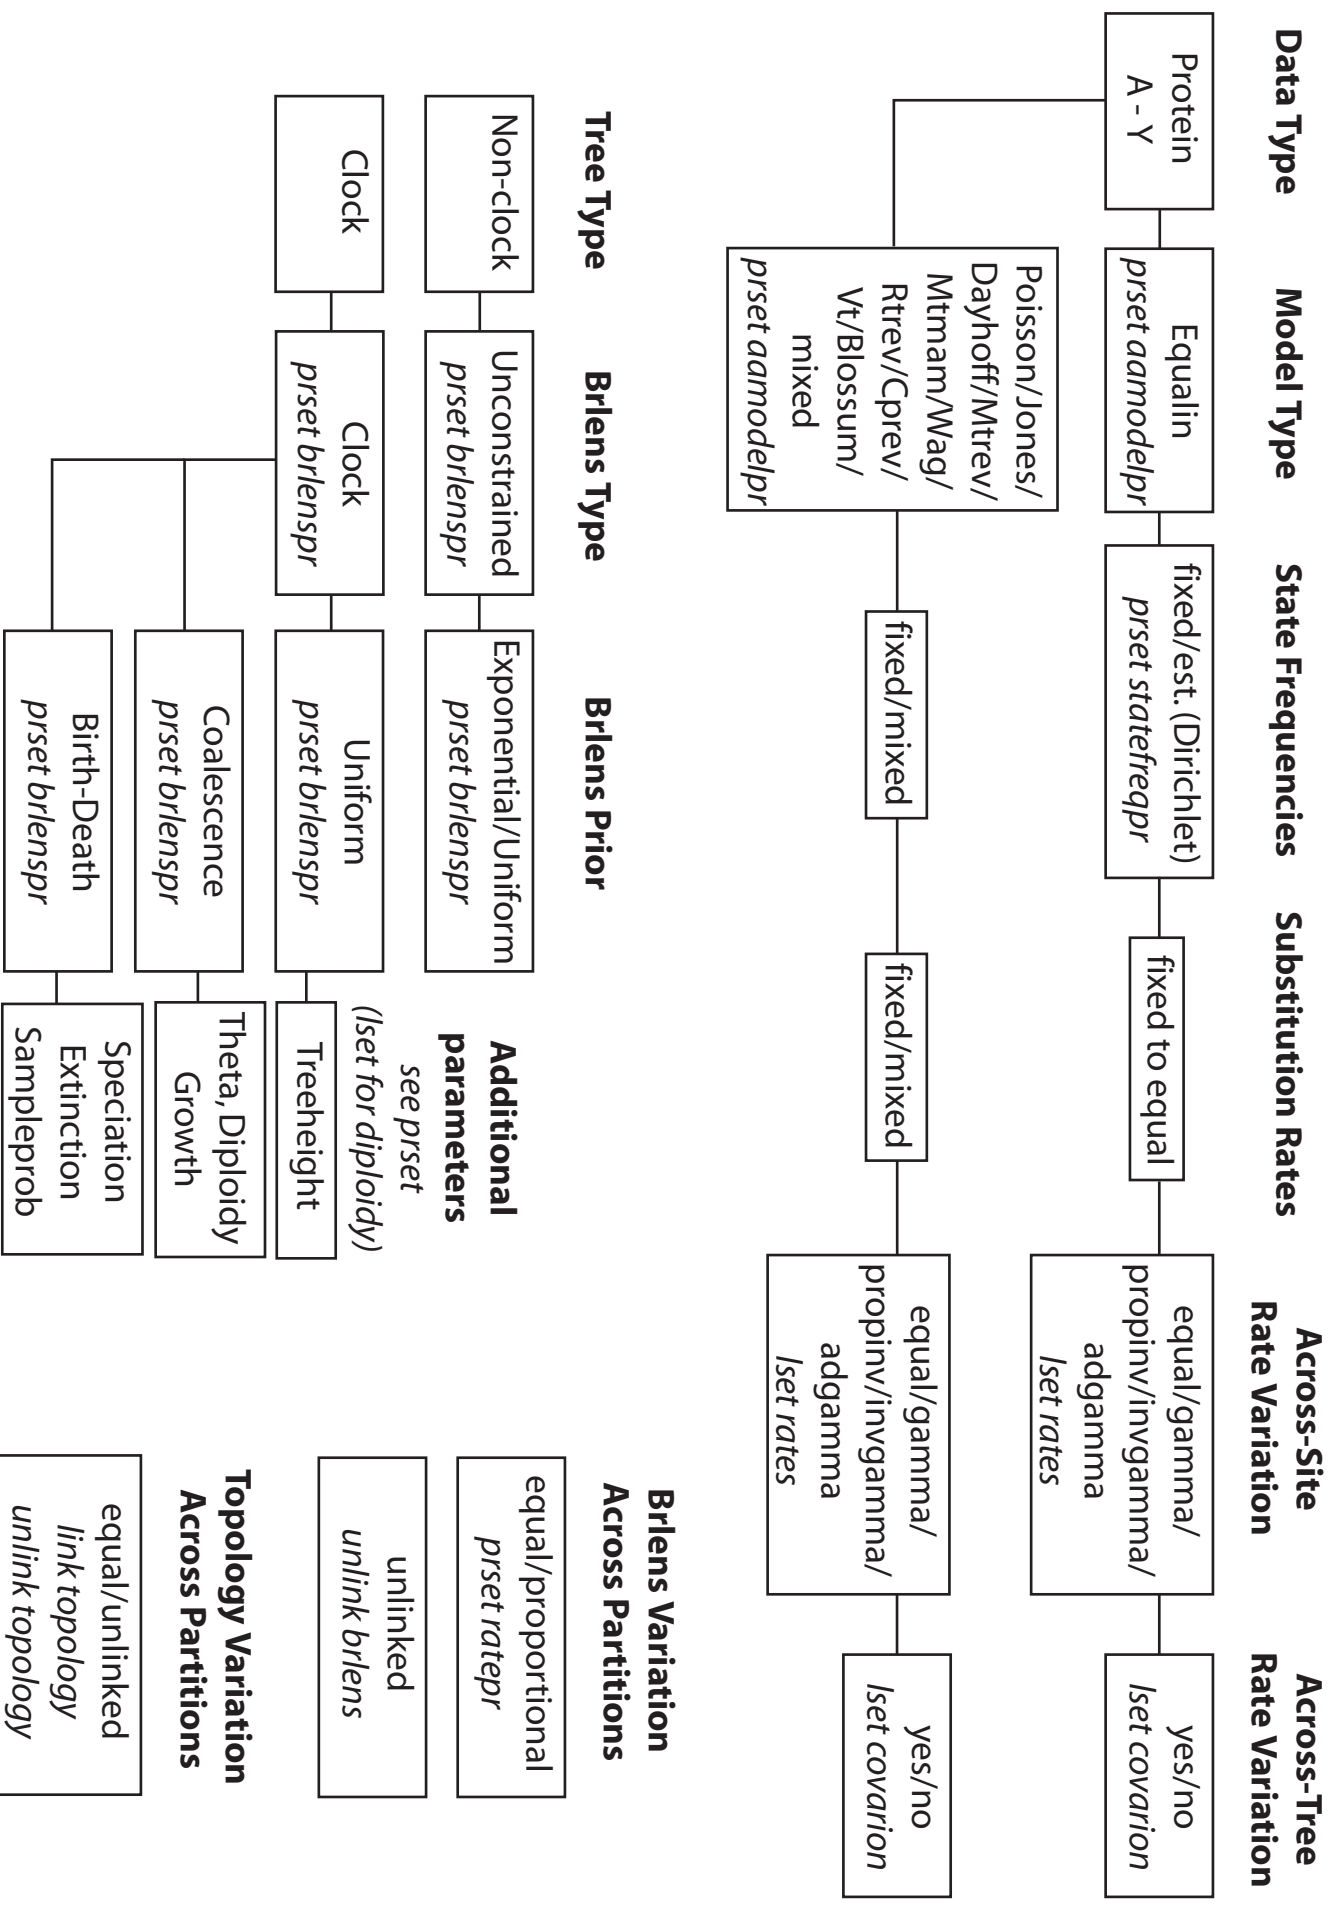 Data Type
Model Type
State Frequencies
Substitution Rates
Across-Site
Rate Variation
Across-Tree
Rate Variation
Protein
A - Y
Equalin
prset aamodelpr
fixed/est. (Dirichlet)
prset statefreqpr
fixed to equal
equal/gamma/
propinv/invgamma/
adgamma
lset rates
yes/no
lset covarion
Poisson/Jones/
Dayhoff/Mtrev/
Mtmam/Wag/
Rtrev/Cprev/
Vt/Blossum/
mixed
prset aamodelpr
fixed/mixed
fixed/mixed
equal/gamma/
propinv/invgamma/
adgamma
lset rates
yes/no
lset covarion
Tree Type
Brlens Type
Brlens Prior
Additional
parameters
see prset
(lset for diploidy)
Non-clock
Unconstrained
prset brlenspr
Exponential/Uniform
prset brlenspr
Clock
Clock
prset brlenspr
Uniform
prset brlenspr
Treeheight
Coalescence
prset brlenspr
Theta, Diploidy
Growth
Birth-Death
prset brlenspr
Speciation
Extinction
Sampleprob
Brlens Variation
Across Partitions
equal/proportional
prset ratepr
unlinked
unlink brlens
Topology Variation
Across Partitions
equal/unlinked
link topology
unlink topology